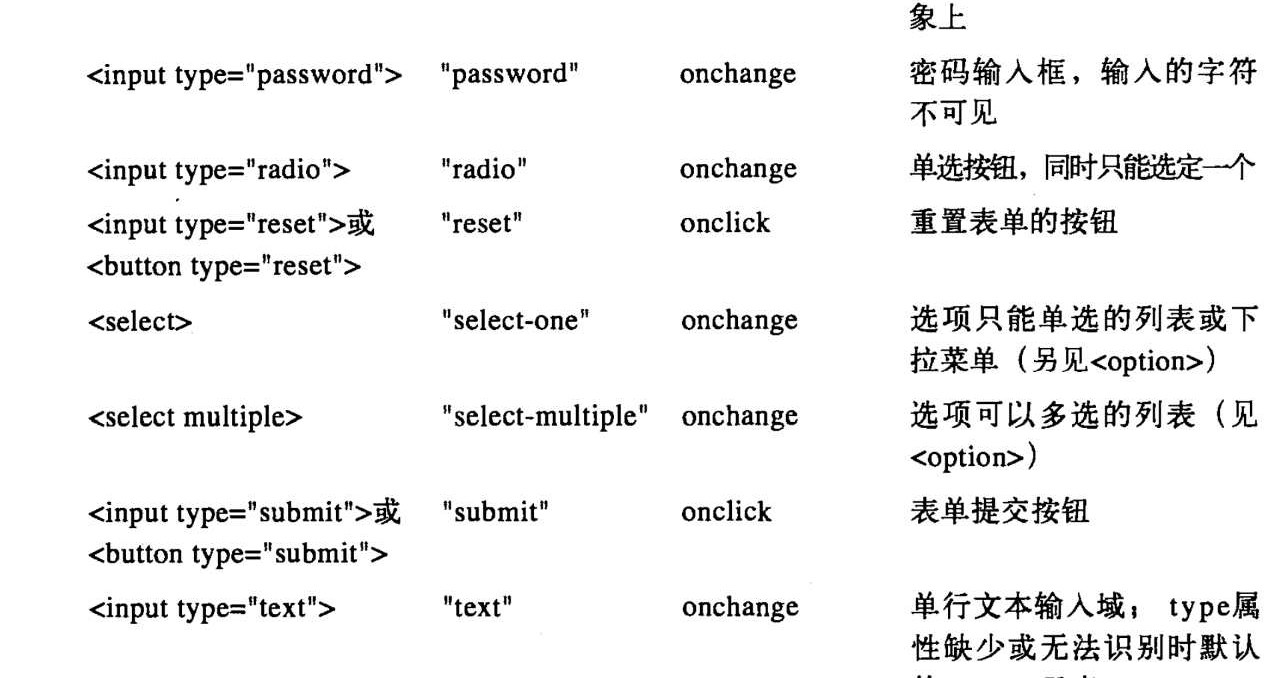 象上
<input type="password"> "password" onchange 密码输入框，输入的字符
不可见
<input type="radio"> "radio" onchange 单选按钮，同时只能选定一个
<input type="reset">或 "reset" onclick 重置表单的按钮
<button type="reset">
<select> "select-one" onchange 选项只能单选的列表或下
拉菜单（另见<option>）
<select multiple> "select-multiple" onchange 选项可以多选的列表（见
<option>）
<input type="submit">或 "submit" onclick 表单提交按钮
<button type="submit">
<input type="text"> "text" onchange 单行文本输入域； type属
性缺少或无法识别时默认